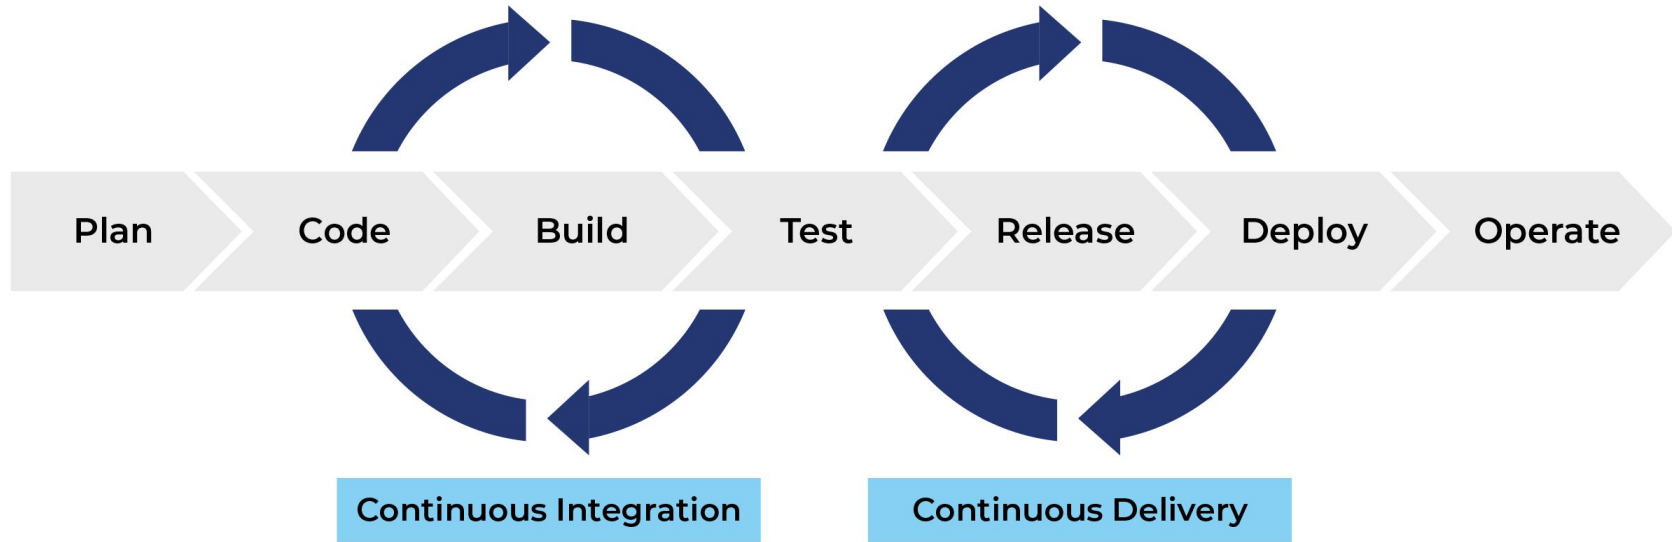 Plan
Code
Build
Test
Release
Deploy
Operate
Continuous Integration
Continuous Delivery